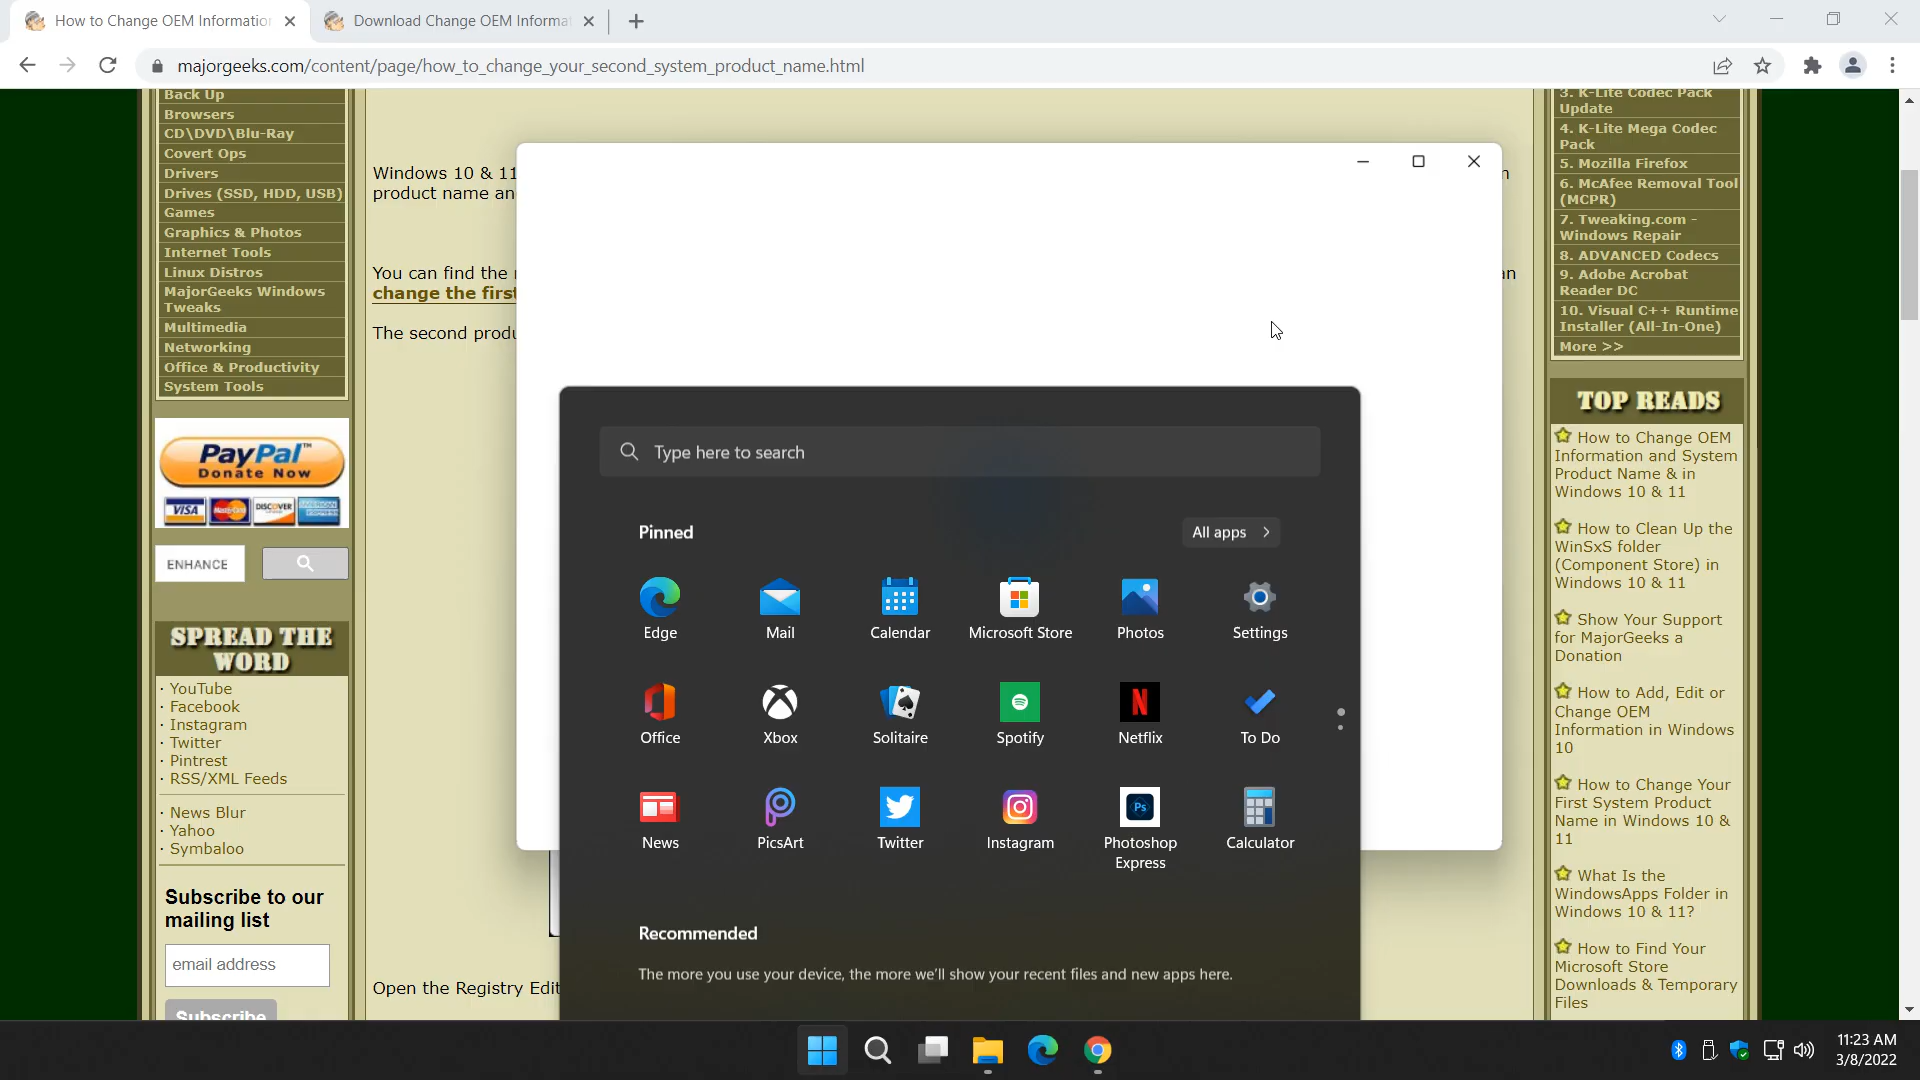 How to Change OEM Informatio
Download Change OEM Informat
majorgeeks.com/content/page/how_to_change_your_second_system_product_name.html
Back Up
Browsers
CD\DVD\Blu-Ray
Covert Ops
Drivers
Drives (SSD, HDD, USB)
Games
Graphics & Photos
Internet Tools
Linux Distros
MajorGeeks Windows
Tweaks
Multimedia
Networking
Office & Productivity
System Tools
PayPal™
Donate Now
VISA
MasterCard
DISCOVER
AMERICAN EXPRESS
ENHANCE
SPREAD THE
WORD
· YouTube
· Facebook
· Instagram
· Twitter
· Pintrest
· RSS/XML Feeds
· News Blur
· Yahoo
· Symbaloo
Subscribe to our
mailing list
email address
Subscribe
Windows 10 & 11
product name an
You can find the
change the first
The second produ
Open the Registry Edit
Type here to search
Pinned
All apps
Edge
Mail
Calendar
Microsoft Store
Photos
Settings
Office
Xbox
Solitaire
Spotify
Netflix
To Do
News
PicsArt
Twitter
Instagram
Ps
Photoshop
Express
Calculator
Recommended
The more you use your device, the more we'll show your recent files and new apps here.
3. K-Lite Codec Pack
Update
4. K-Lite Mega Codec
Pack
5. Mozilla Firefox
6. McAfee Removal Tool
(MCPR)
7. Tweaking.com -
Windows Repair
8. ADVANCED Codecs
9. Adobe Acrobat
Reader DC
10. Visual C++ Runtime
Installer (All-In-One)
More >>
TOP READS
How to Change OEM
Information and System
Product Name & in
Windows 10 & 11
How to Clean Up the
WinSxS folder
(Component Store) in
Windows 10 & 11
Show Your Support
for MajorGeeks a
Donation
How to Add, Edit or
Change OEM
Information in Windows
10
How to Change Your
First System Product
Name in Windows 10 &
11
What Is the
WindowsApps Folder in
Windows 10 & 11?
How to Find Your
Microsoft Store
Downloads & Temporary
Files
11:23 AM
3/8/2022